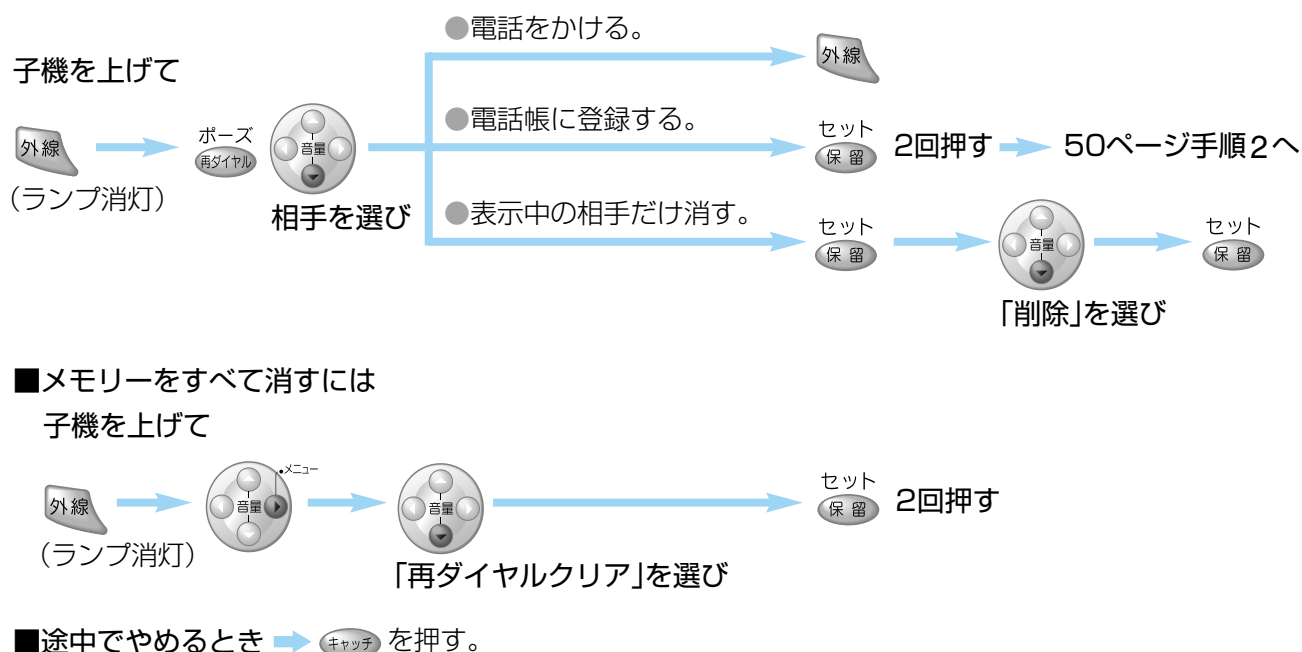 ●電話をかける。
外線
子機を上げて
●電話帳に登録する。
外線
(ランプ消灯)
ポーズ
再ダイヤル
音量
相手を選び
セット
保留
2回押す
50ページ手順2へ
●表示中の相手だけ消す。
セット
保留
音量
「削除」を選び
セット
保留
■メモリーをすべて消すには
子機を上げて
外線
(ランプ消灯)
•メニュー
音量
音量
「再ダイヤルクリア」を選び
セット
保留
2回押す
■途中でやめるとき キャッチ を押す。